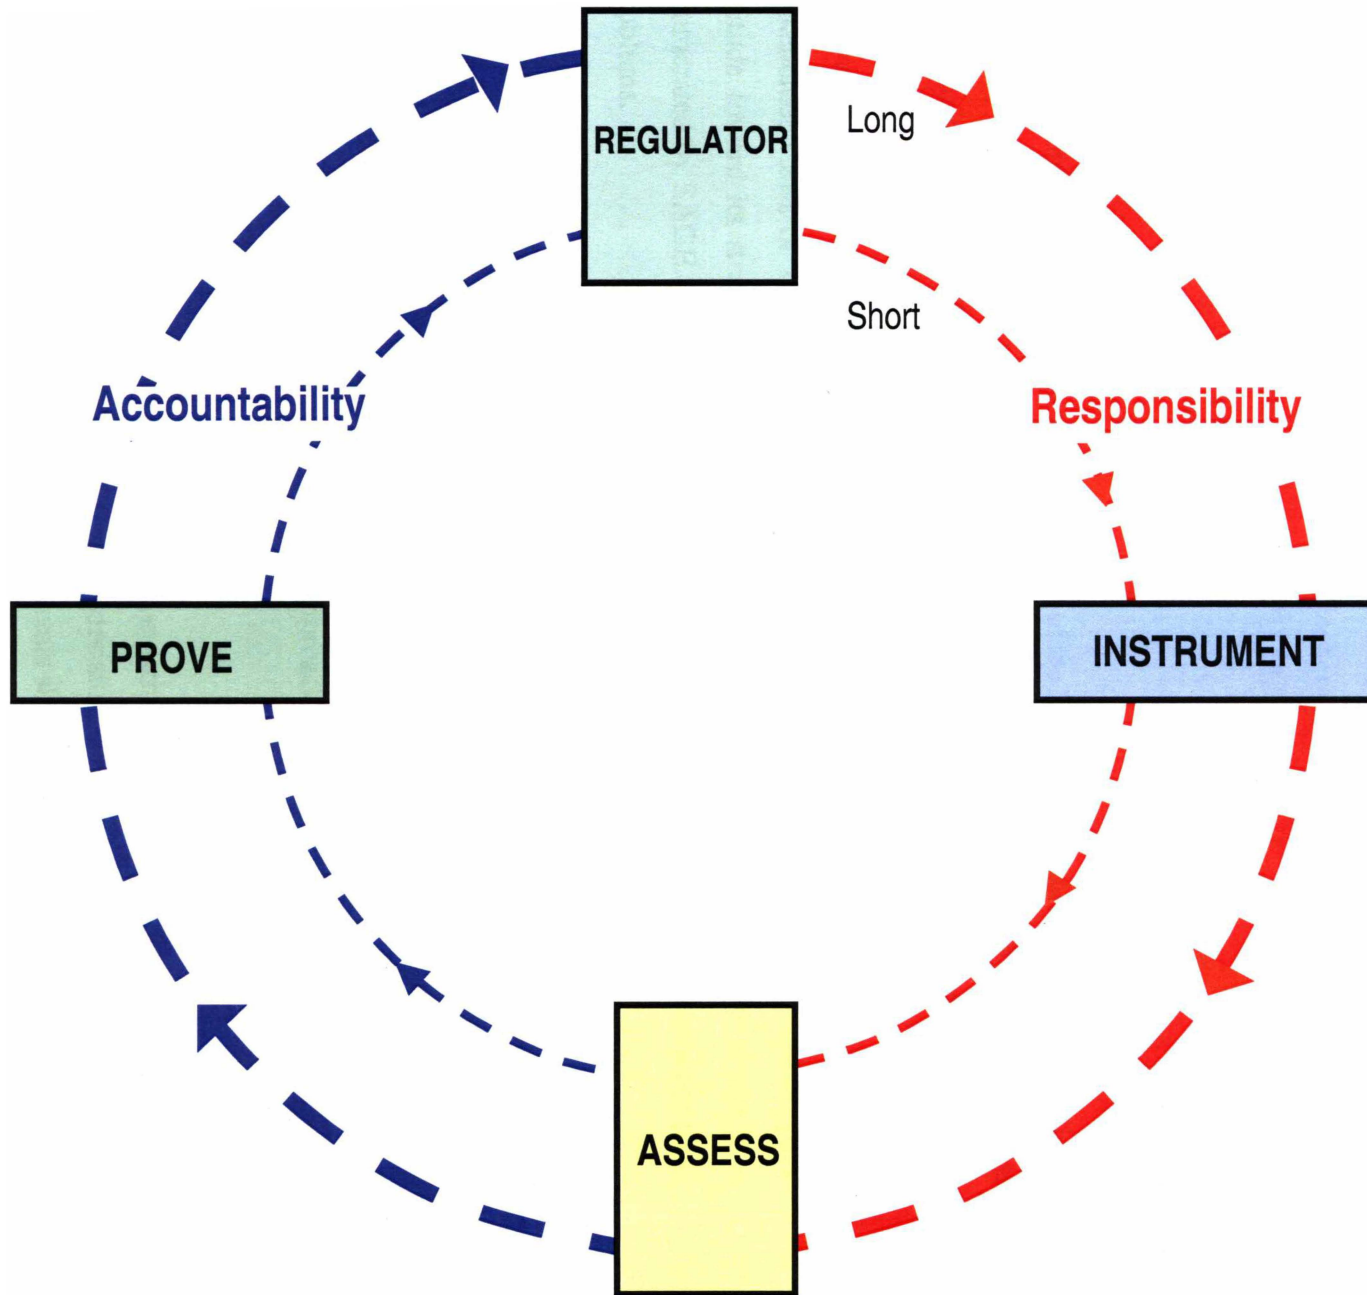 REGULATOR
Long
Short
Accountability
Responsibility
PROVE
INSTRUMENT
ASSESS